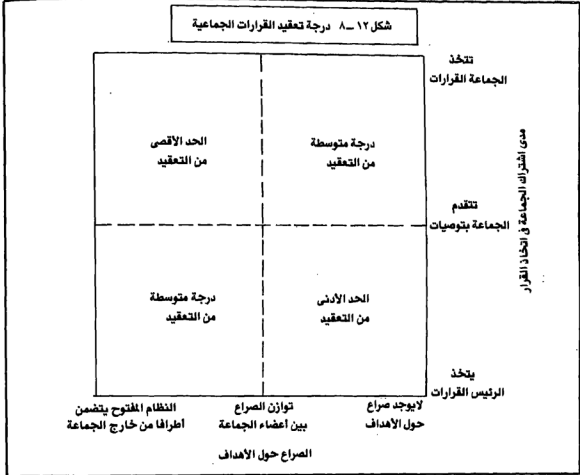 شكل ١٢ ــ ٨ درجة تعقيد القرارات الجماعية
تتخذ
الجماعة القرارات
درجة متوسطة
من التعقيد
الحد الأقصى
من التعقيد
مدى اشتراك الجماعة في اتخاذ القرار
تتقدم
الجماعة بتوصيات
الحد الأدنى
من التعقيد
درجة متوسطة
من التعقيد
يتخذ
الرئيس القرارات
لايوجد صراع
حول الأهداف
توازن الصراع
بين أعضاء الجماعة
النظام المفتوح يتضمن
أطرافا من خارج الجماعة
الصراع حول الأهداف